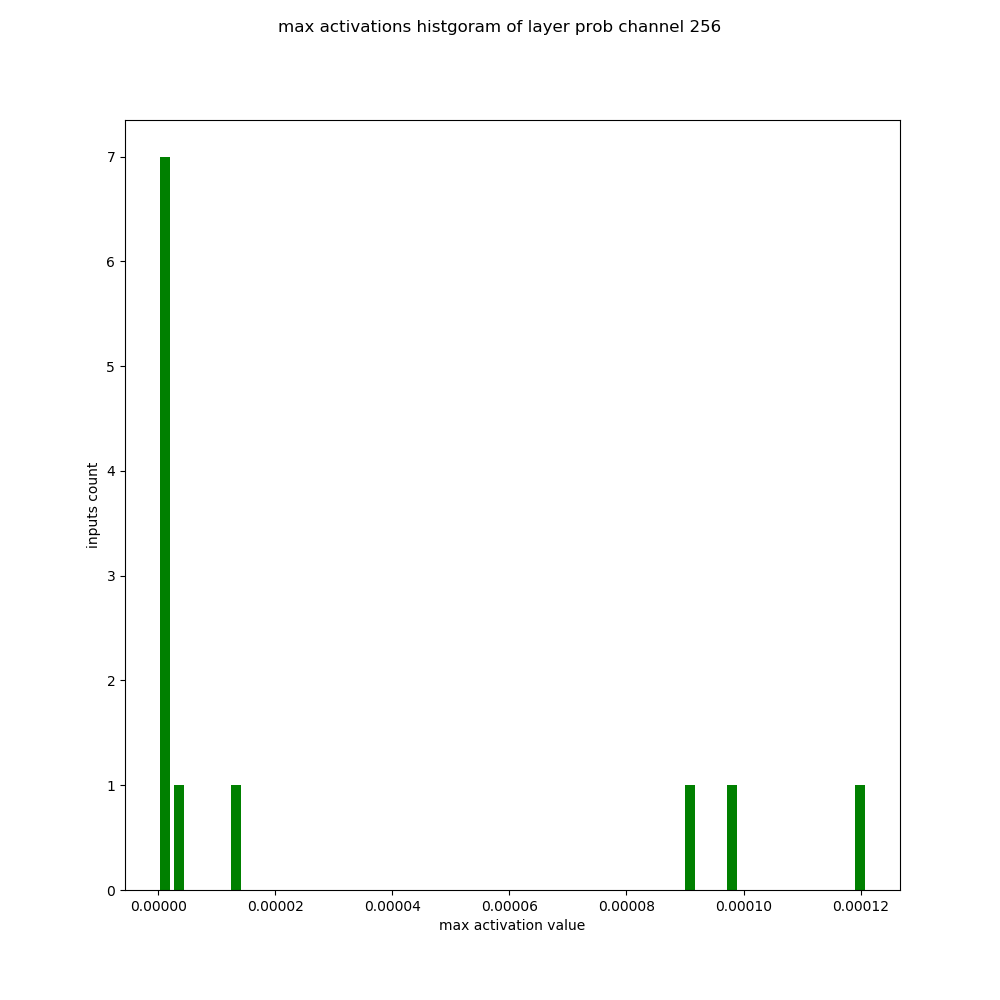 max activations histgoram of layer prob channel 256
7
6
5
4
3
2
1
0
inputs count
0.00000 0.00002 0.00004 0.00006 0.00008 0.00010 0.00012
max activation value